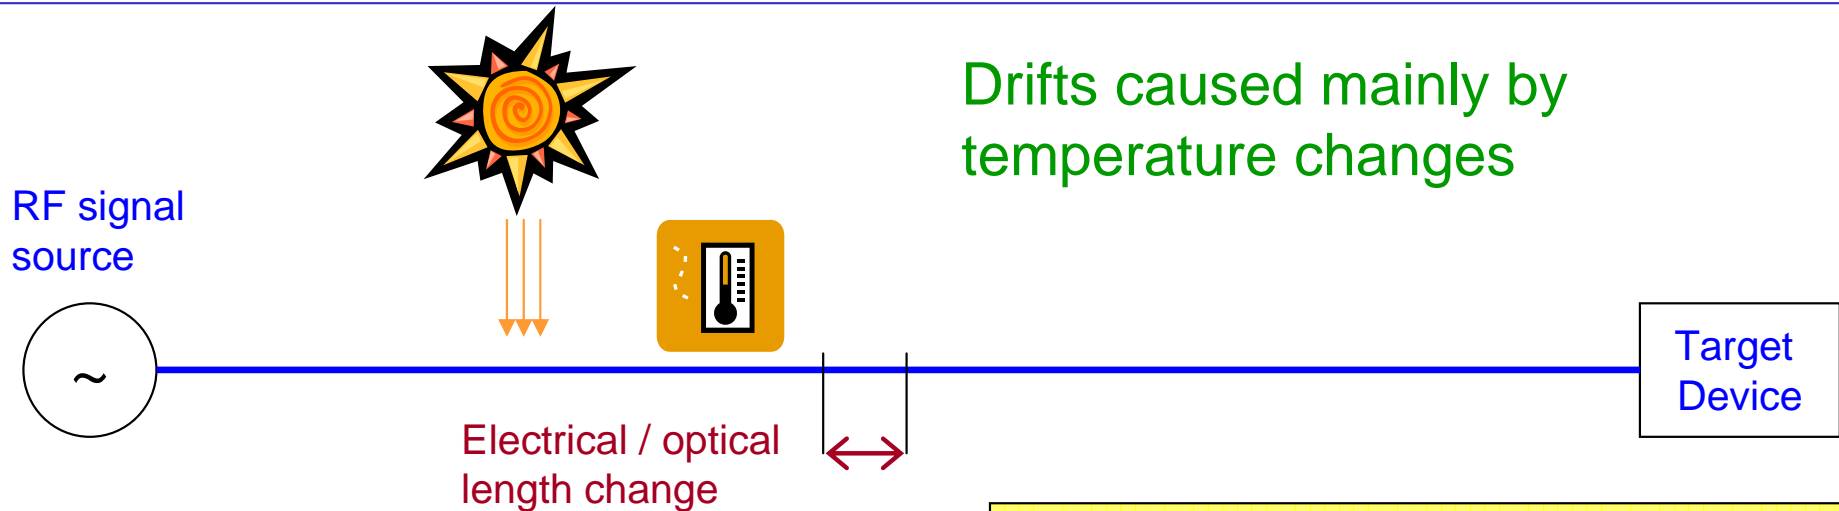 Drifts caused mainly by
temperature changes
RF signal
source
~
Target
Device
Electrical / optical
length change